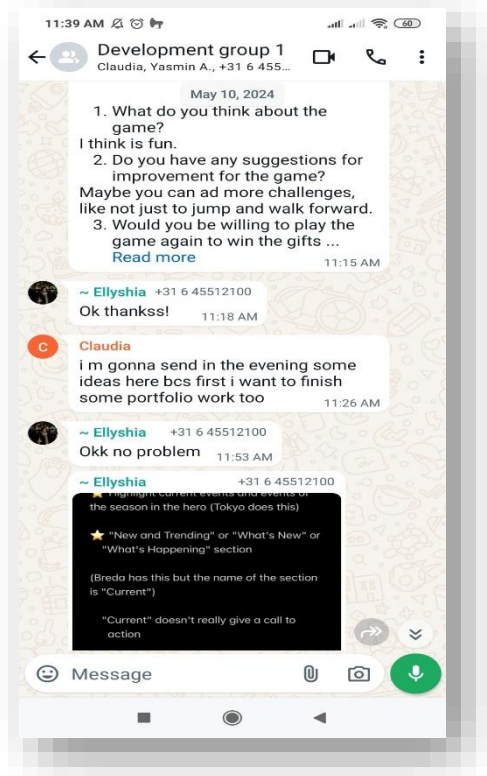 11:39 AM
60
Development group 1
Claudia, Yasmin A., +31 6 455...
May 10, 2024
1. What do you think about the
game?
I think is fun.
2. Do you have any suggestions for
improvement for the game?
Maybe you can ad more challenges,
like not just to jump and walk forward.
3. Would you be willing to play the
game again to win the gifts ...
Read more
11:15 AM
~ Ellyshia +31 6 45512100
Ok thankss!
11:18 AM
C
Claudia
i m gonna send in the evening some
ideas here bcs first i want to finish
some portfolio work too
11:26 AM
~ Ellyshia +31 6 45512100
Okk no problem
11:53 AM
~ Ellyshia +31 6 45512100
Highlight current events and events of
the season in the hero (Tokyo does this)
"New and Trending" or "What's New" or
"What's Happening" section
(Breda has this but the name of the section
is "Current")
"Current" doesn't really give a call to
action
Message